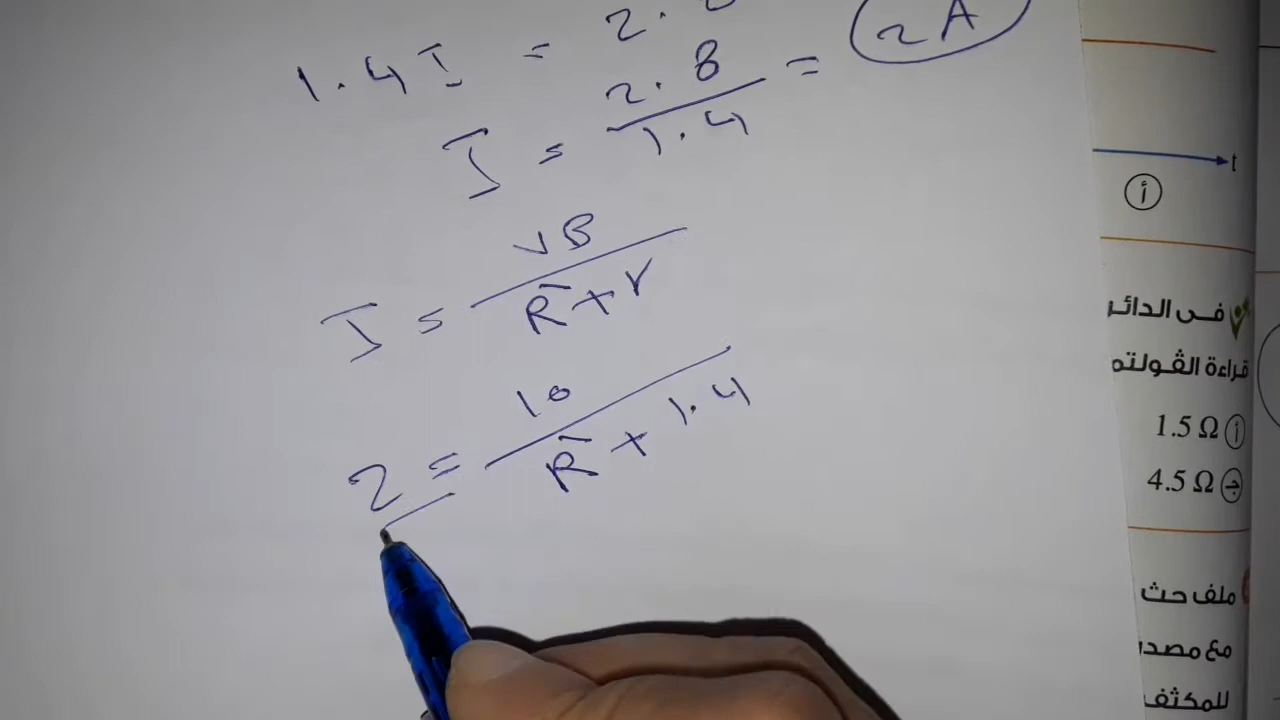 1.4 I = 2.8
I = 2.8 / 1.4 = 2A
I = VB / R̄ + r
2 = 10 / R̄ + 1.4
t
أ
فى الدائر
قراءة الڤولتم
أ 1.5 Ω
ج 4.5 Ω
ملف حث
مع مصدر
للمكثف